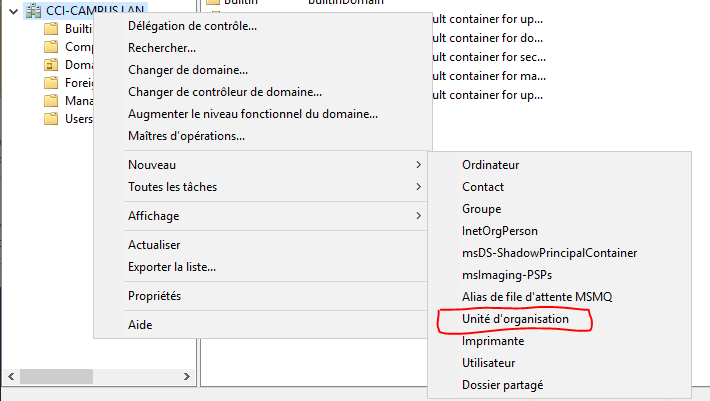 CCI-CAMPUS.LAN
Builtin
builtinDomain
Builti
Comp
Doma
Foreig
Mana
Users
ult container for up...
ult container for do...
ult container for sec...
ult container for ma...
ult container for up...
Délégation de contrôle...
Rechercher...
Changer de domaine...
Changer de contrôleur de domaine...
Augmenter le niveau fonctionnel du domaine...
Maîtres d'opérations...
Nouveau
Toutes les tâches
Affichage
Actualiser
Exporter la liste...
Propriétés
Aide
Ordinateur
Contact
Groupe
InetOrgPerson
msDS-ShadowPrincipalContainer
msImaging-PSPs
Alias de file d'attente MSMQ
Unité d'organisation
Imprimante
Utilisateur
Dossier partagé